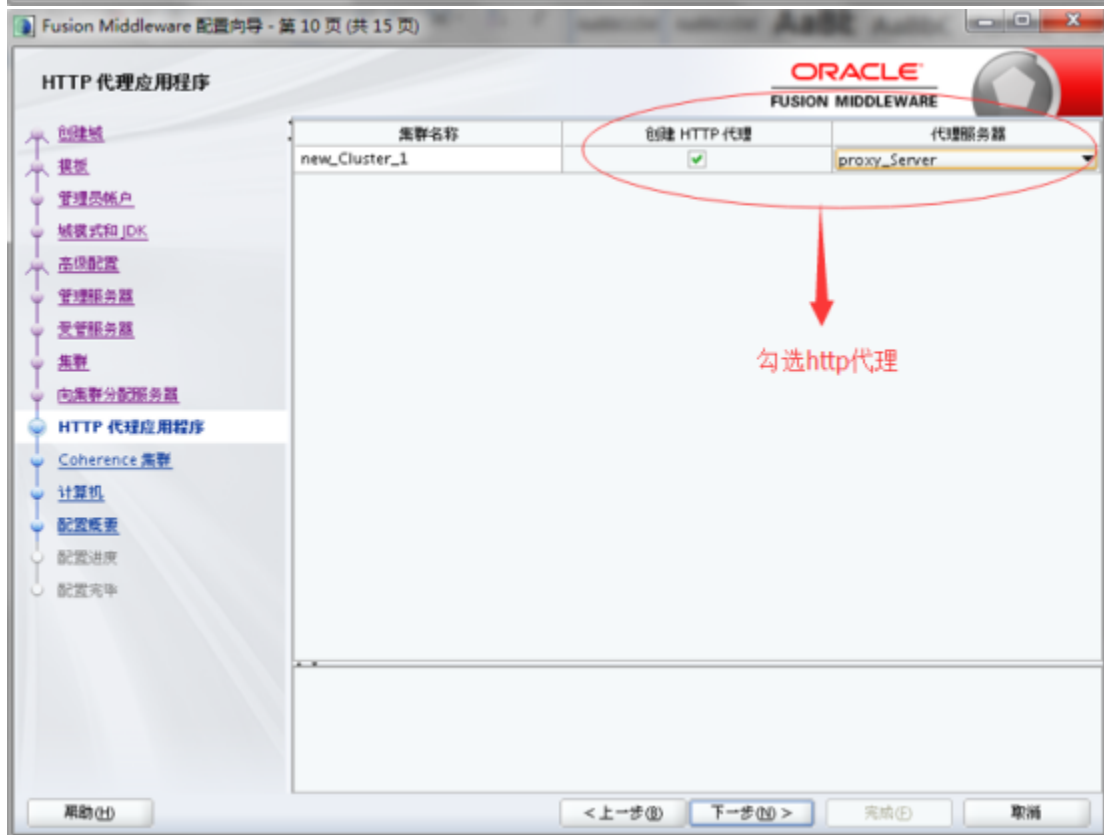 Fusion Middleware 配置向导 - 第 10 页 (共 15 页)
HTTP 代理应用程序
ORACLE
FUSION MIDDLEWARE
创建域
模板
管理员帐户
域模式和 JDK
高级配置
管理服务器
受管服务器
集群
向集群分配服务器
HTTP 代理应用程序
Coherence 集群
计算机
配置概要
配置进度
配置完毕
集群名称 创建 HTTP 代理 代理服务器
new_Cluster_1 proxy_Server
勾选http代理
帮助(H) <上一步(B) 下一步(N) > 完成(F) 取消